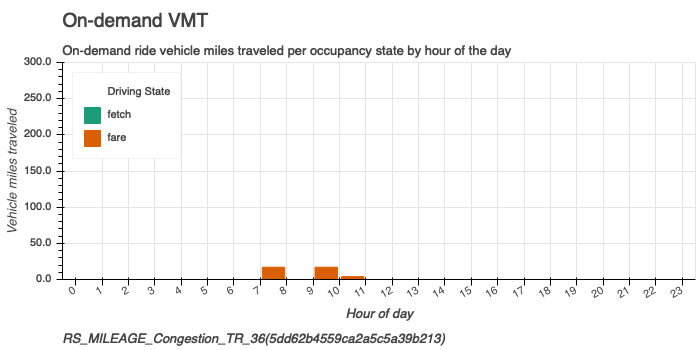 On-demand VMT
On-demand ride vehicle miles traveled per occupancy state by hour of the day
300.0
250.0
200.0
150.0
100.0
50.0
0.0
Vehicle miles traveled
Driving State
fetch
fare
0 1 2 3 4 5 6 7 8 9 10 11 12 13 14 15 16 17 18 19 20 21 22 23
Hour of day
RS_MILEAGE_Congestion_TR_36(5dd62b4559ca2a5c5a39b213)